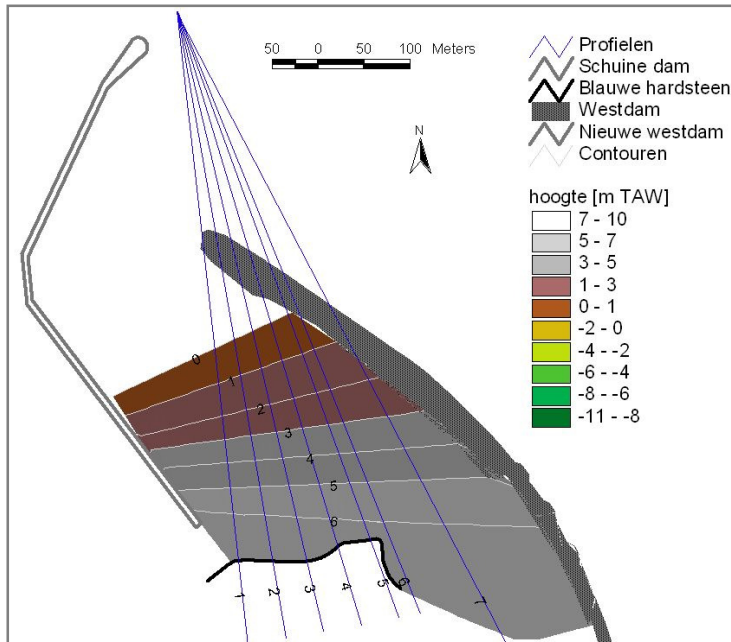 50 0 50 100 Meters
N
Profielen
Schuine dam
Blauwe hardsteen
Westdam
Nieuwe westdam
Contouren
hoogte [m TAW]
7 - 10
5 - 7
3 - 5
1 - 3
0 - 1
-2 - 0
-4 - -2
-6 - -4
-8 - -6
-11 - -8
0
1
2
3
4
5
6
1
2
3
4
5
6
7